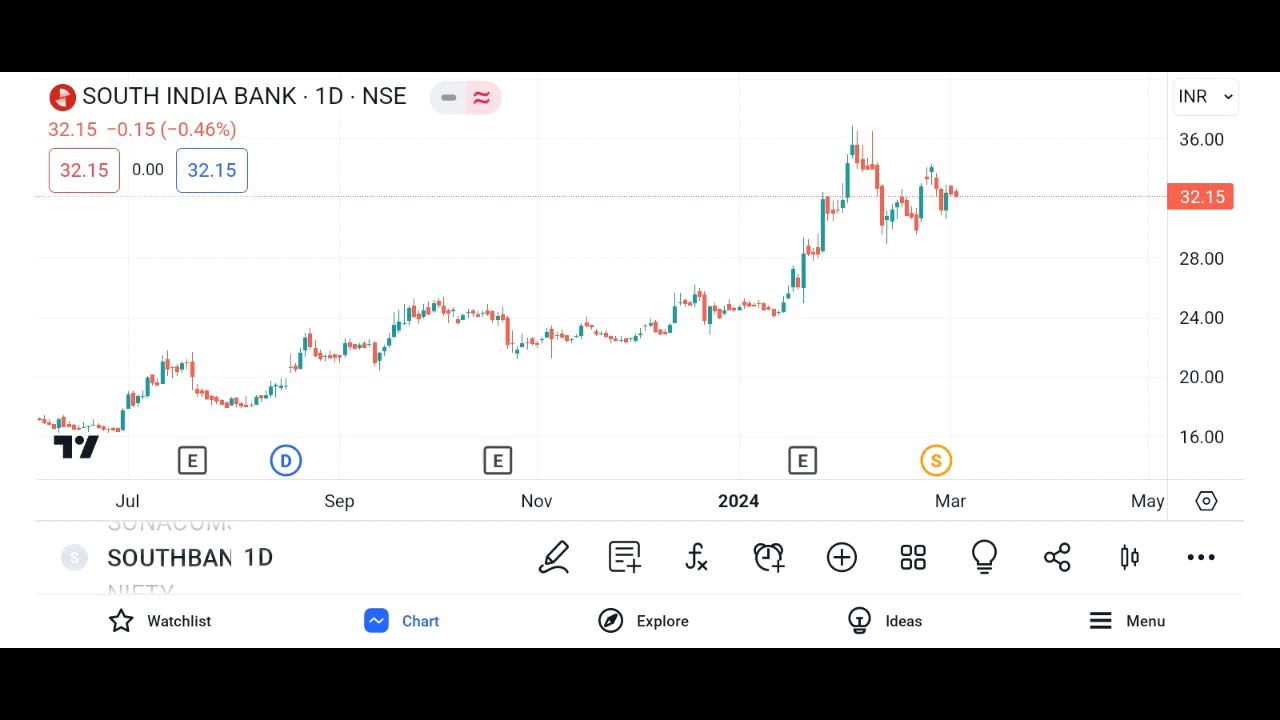 SOUTH INDIA BANK · 1D · NSE
INR
32.15 −0.15 (−0.46%)
32.15 0.00 32.15
36.00
32.15
28.00
24.00
20.00
16.00
E D E E S
Jul Sep Nov 2024 Mar May
S SOUTHBAN 1D
NIFTY
Watchlist Chart Explore Ideas Menu